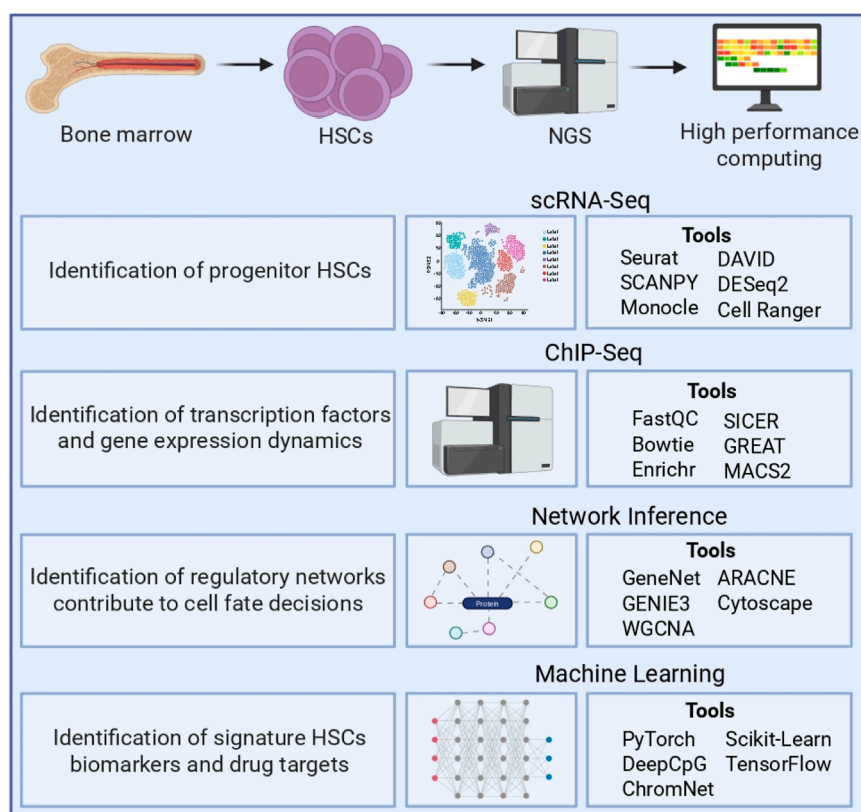 Bone marrow
HSCs
NGS
High performance
computing
scRNA-Seq
Identification of progenitor HSCs
Tools
Seurat DAVID
SCANPY DESeq2
Monocle Cell Ranger
ChIP-Seq
Identification of transcription factors
and gene expression dynamics
Tools
FastQC SICER
Bowtie GREAT
Enrichr MACS2
Network Inference
Identification of regulatory networks
contribute to cell fate decisions
Protein
Tools
GeneNet ARACNE
GENIE3 Cytoscape
WGCNA
Machine Learning
Identification of signature HSCs
biomarkers and drug targets
Tools
PyTorch Scikit-Learn
DeepCpG TensorFlow
ChromNet